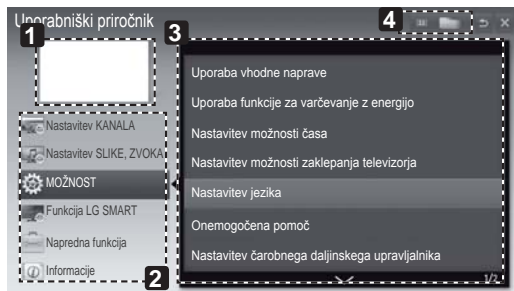 Uporabniški priročnik
1
3
4
Uporaba vhodne naprave
Uporaba funkcije za varčevanje z energijo
Nastavitev KANALA
Nastavitev možnosti časa
Nastavitev SLIKE, ZVOKA
Nastavitev možnosti zaklepanja televizorja
MOŽNOST
Nastavitev jezika
Funkcija LG SMART
Onemogočena pomoč
Napredna funkcija
Nastavitev čarobnega daljinskega upravljalnika
Informacije
2
1/2